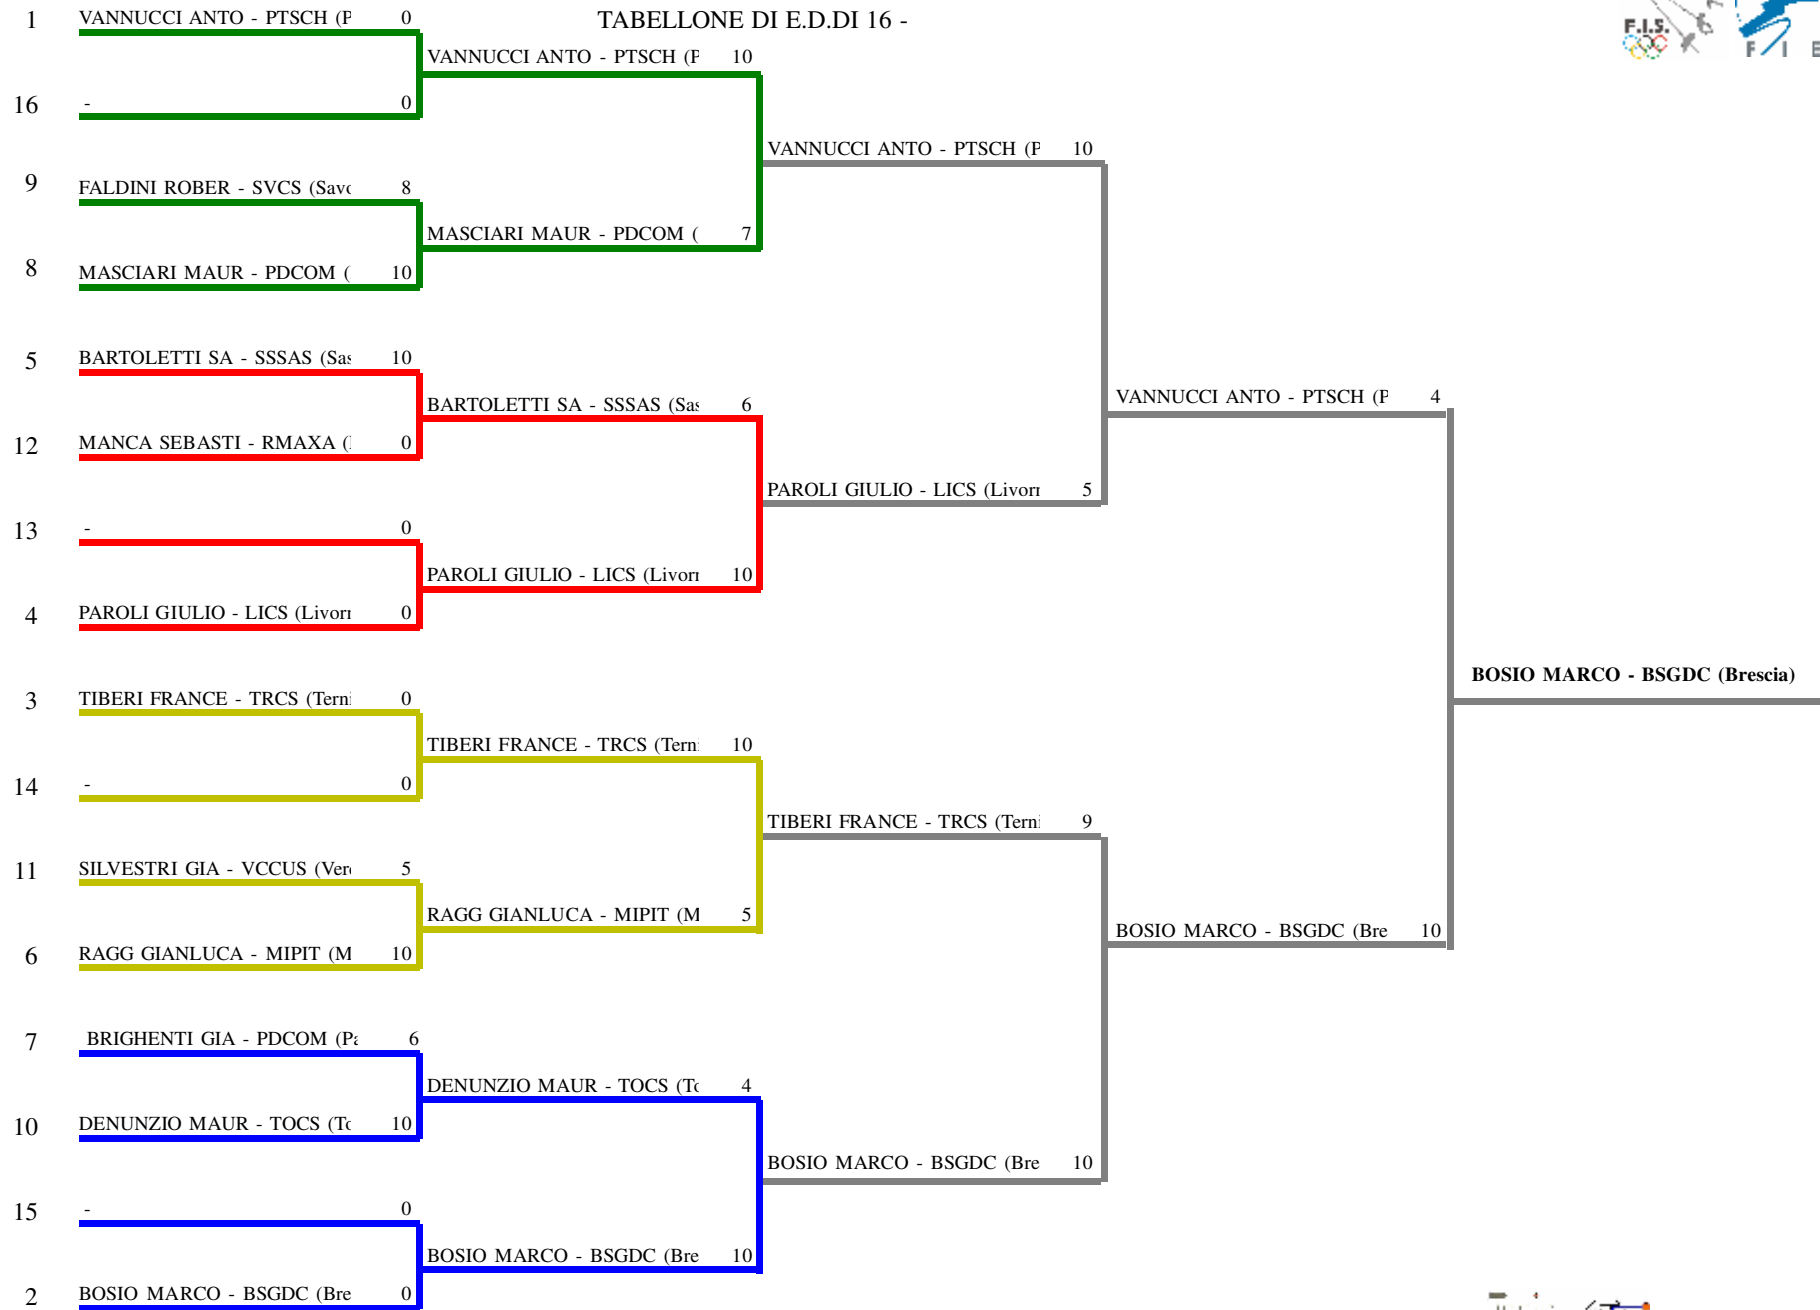 TABELLONE DI E.D.DI 16 -
F.I.S.
F I E
1 VANNUCCI ANTO - PTSCH (P 0
VANNUCCI ANTO - PTSCH (P 10
16 - 0
VANNUCCI ANTO - PTSCH (P 10
9 FALDINI ROBER - SVCS (Savo 8
MASCIARI MAUR - PDCOM ( 7
8 MASCIARI MAUR - PDCOM ( 10
5 BARTOLETTI SA - SSSAS (Sas 10
VANNUCCI ANTO - PTSCH (P 4
BARTOLETTI SA - SSSAS (Sas 6
12 MANCA SEBASTI - RMAXA ( 0
PAROLI GIULIO - LICS (Livorn 5
13 - 0
PAROLI GIULIO - LICS (Livorn 10
4 PAROLI GIULIO - LICS (Livorn 0
BOSIO MARCO - BSGDC (Brescia)
3 TIBERI FRANCE - TRCS (Terni 0
TIBERI FRANCE - TRCS (Terni 10
14 - 0
TIBERI FRANCE - TRCS (Terni 9
11 SILVESTRI GIA - VCCUS (Verc 5
RAGG GIANLUCA - MIPIT (M 5
BOSIO MARCO - BSGDC (Bre 10
6 RAGG GIANLUCA - MIPIT (M 10
7 BRIGHENTI GIA - PDCOM (Pa 6
DENUNZIO MAUR - TOCS (To 4
10 DENUNZIO MAUR - TOCS (To 10
BOSIO MARCO - BSGDC (Bre 10
15 - 0
BOSIO MARCO - BSGDC (Bre 10
2 BOSIO MARCO - BSGDC (Bre 0